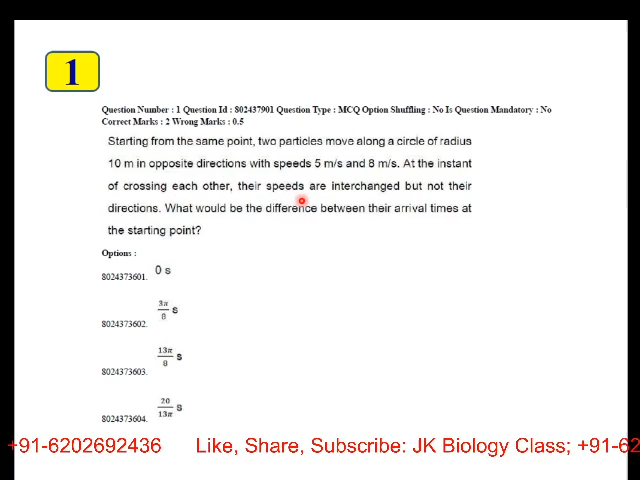 1
Question Number : 1 Question Id : 802437901 Question Type : MCQ Option Shuffling : No Is Question Mandatory : No
Correct Marks : 2 Wrong Marks : 0.5
Starting from the same point, two particles move along a circle of radius
10 m in opposite directions with speeds 5 m/s and 8 m/s. At the instant
of crossing each other, their speeds are interchanged but not their
directions. What would be the difference between their arrival times at
the starting point?
Options :
8024373601. 0 s
8024373602. 3π/8 s
8024373603. 13π/8 s
8024373604. 20/13π s
+91-6202692436 Like, Share, Subscribe: JK Biology Class; +91-62